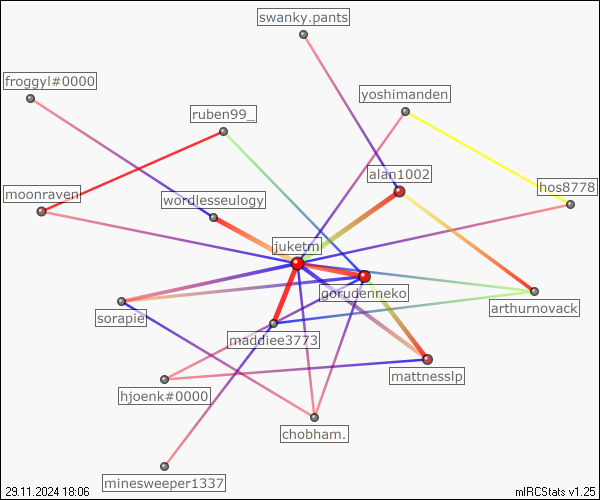 swanky.pants
froggyl#0000
yoshimanden
ruben99_
alan1002
hos8778
moonraven
wordlesseulogy
juketm
gorudenneko
arthurnovack
sorapie
maddiee3773
mattnesslp
hjoenk#0000
chobham.
minesweeper1337
29.11.2024 18:06
mIRCStats v1.25